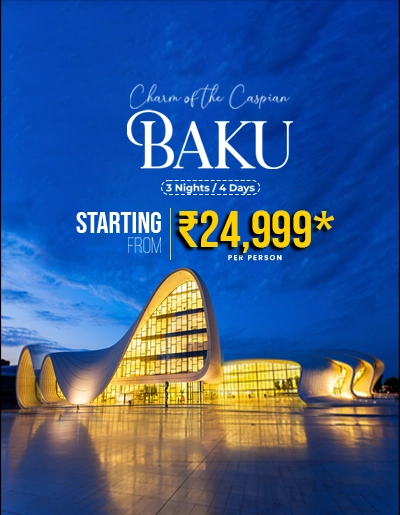 Charm of the Caspian
BAKU
3 Nights / 4 Days
STARTING
FROM
₹24,999*
PER PERSON